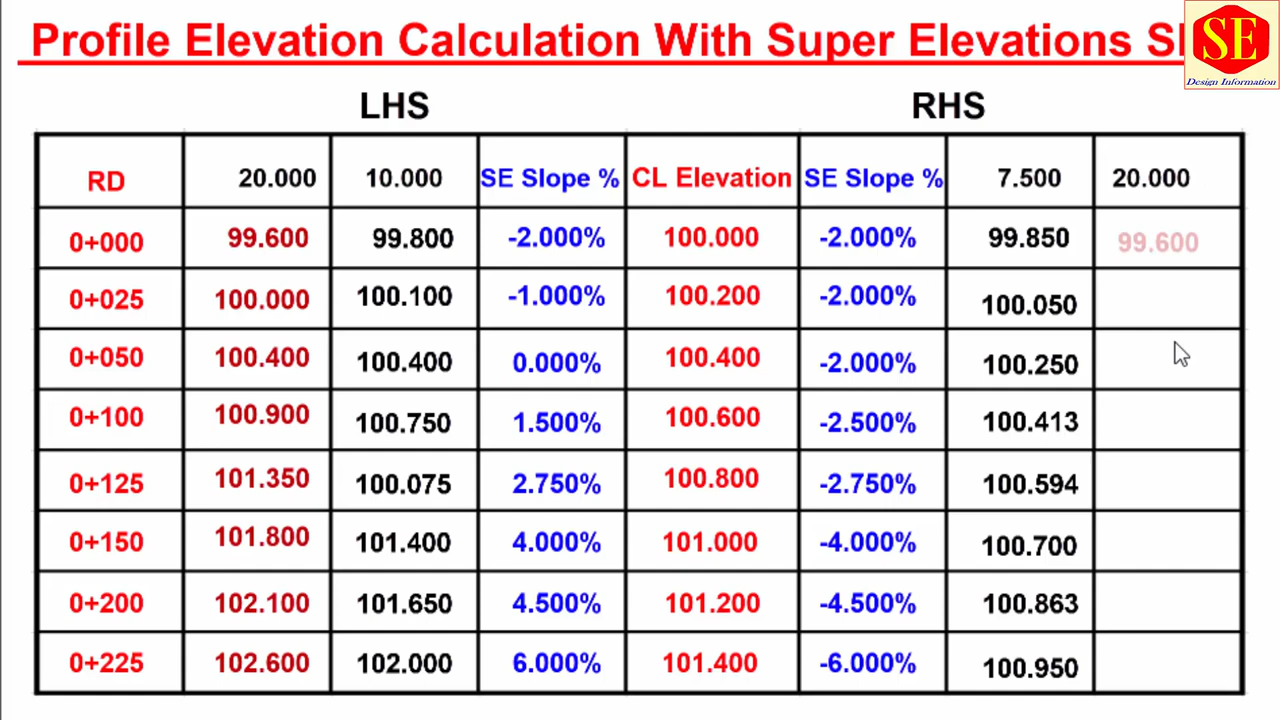 Profile Elevation Calculation With Super Elevations
SE
Design Information
LHS RHS
RD 20.000 10.000 SE Slope % CL Elevation SE Slope % 7.500 20.000
0+000 99.600 99.800 -2.000% 100.000 -2.000% 99.850 99.600
0+025 100.000 100.100 -1.000% 100.200 -2.000% 100.050
0+050 100.400 100.400 0.000% 100.400 -2.000% 100.250
0+100 100.900 100.750 1.500% 100.600 -2.500% 100.413
0+125 101.350 100.075 2.750% 100.800 -2.750% 100.594
0+150 101.800 101.400 4.000% 101.000 -4.000% 100.700
0+200 102.100 101.650 4.500% 101.200 -4.500% 100.863
0+225 102.600 102.000 6.000% 101.400 -6.000% 100.950